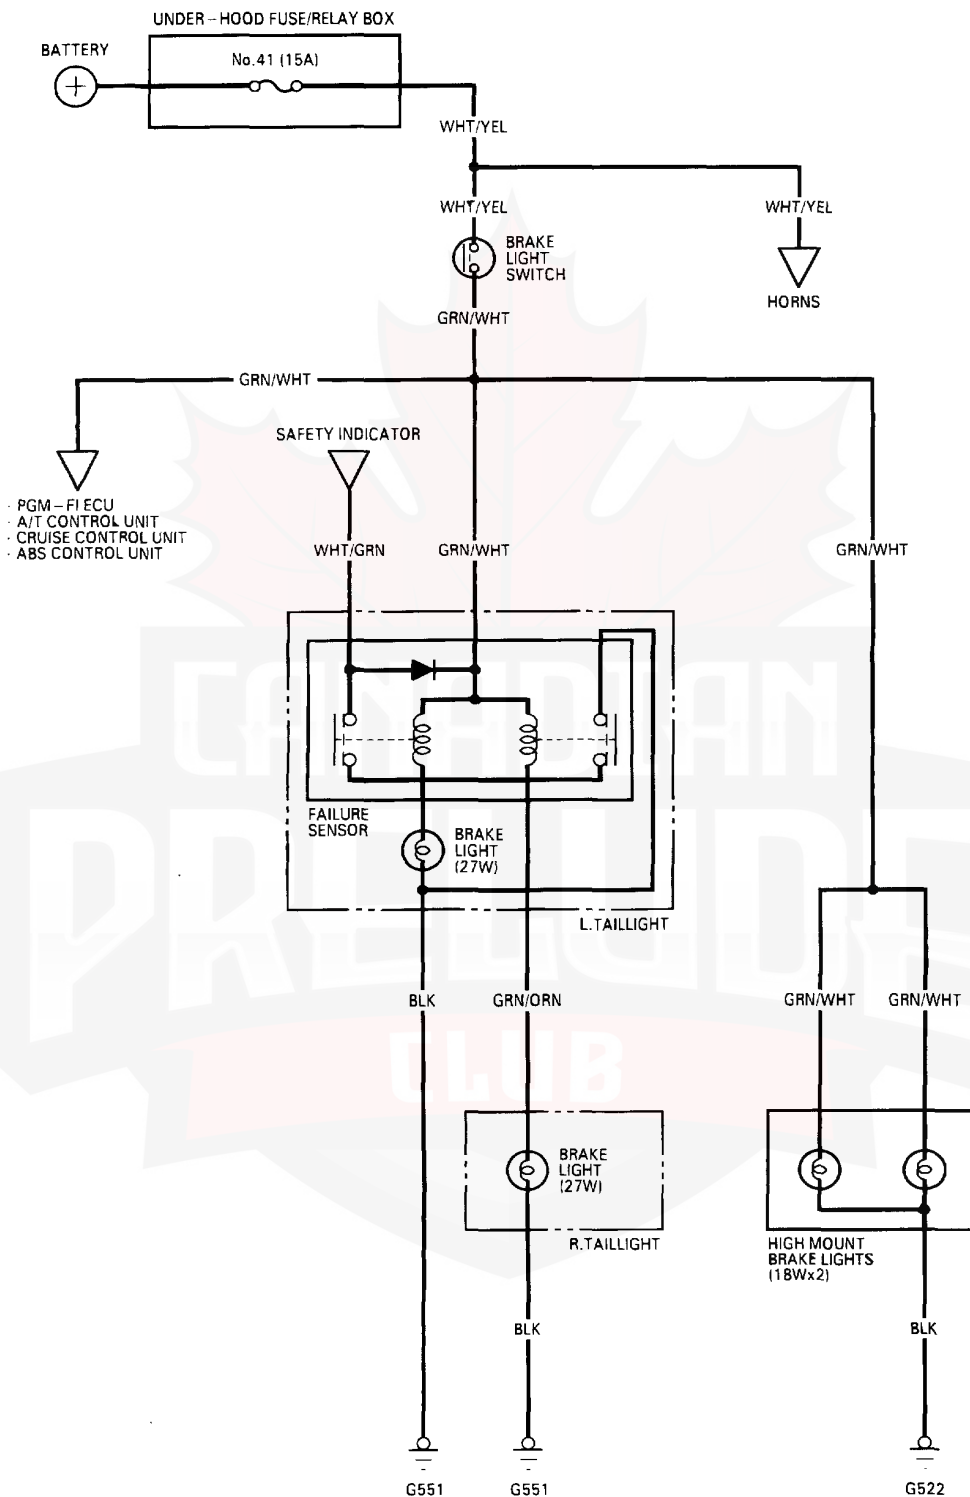 UNDER-HOOD FUSE/RELAY BOX
BATTERY
No.41 (15A)
WHT/YEL
WHT/YEL
WHT/YEL
BRAKE
LIGHT
SWITCH
HORNS
GRN/WHT
GRN/WHT
SAFETY INDICATOR
· PGM-FI ECU
· A/T CONTROL UNIT
· CRUISE CONTROL UNIT
· ABS CONTROL UNIT
WHT/GRN
GRN/WHT
GRN/WHT
CANADIAN
PRELUDE
CLUB
FAILURE
SENSOR
BRAKE
LIGHT
(27W)
L.TAILLIGHT
BLK
GRN/ORN
GRN/WHT
GRN/WHT
BRAKE
LIGHT
(27W)
R.TAILLIGHT
HIGH MOUNT
BRAKE LIGHTS
(18Wx2)
BLK
BLK
G551
G551
G522